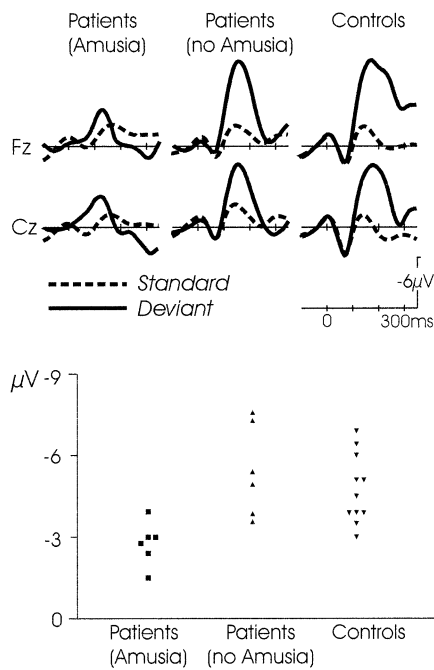 Patients Patients Controls
(Amusia) (no Amusia)
Fz
Cz
Standard
Deviant
-6µV
0 300ms
µV -9
-6
-3
0
Patients Patients Controls
(Amusia) (no Amusia)